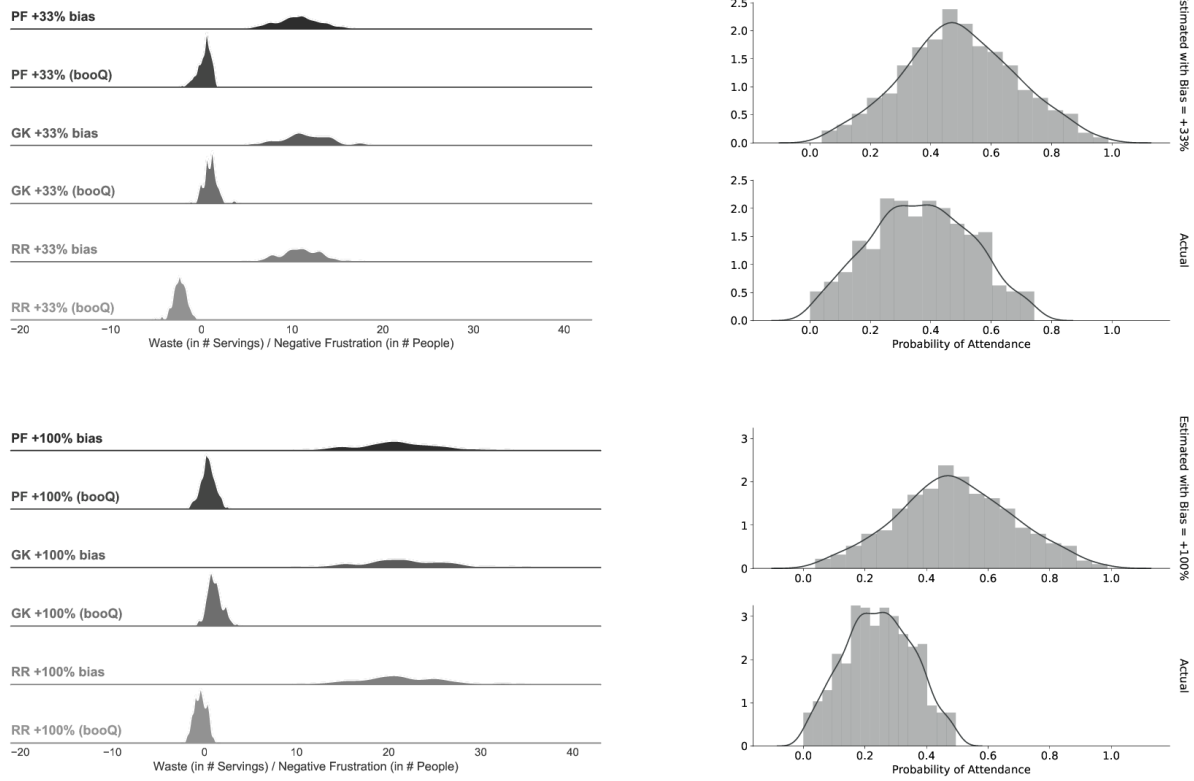 PF +33% bias
PF +33% (booQ)
GK +33% bias
GK +33% (booQ)
RR +33% bias
RR +33% (booQ)
−20 −10 0 10 20 30 40
Waste (in # Servings) / Negative Frustration (in # People)
2.5
2.0
1.5
1.0
0.5
0.0
0.0 0.2 0.4 0.6 0.8 1.0
stimated with Bias = +33%
2.5
2.0
1.5
1.0
0.5
0.0
0.0 0.2 0.4 0.6 0.8 1.0
Probability of Attendance
Actual
PF +100% bias
PF +100% (booQ)
GK +100% bias
GK +100% (booQ)
RR +100% bias
RR +100% (booQ)
−20 −10 0 10 20 30 40
Waste (in # Servings) / Negative Frustration (in # People)
3
2
1
0
0.0 0.2 0.4 0.6 0.8 1.0
Estimated with Bias = +100%
3
2
1
0
0.0 0.2 0.4 0.6 0.8 1.0
Probability of Attendance
Actual